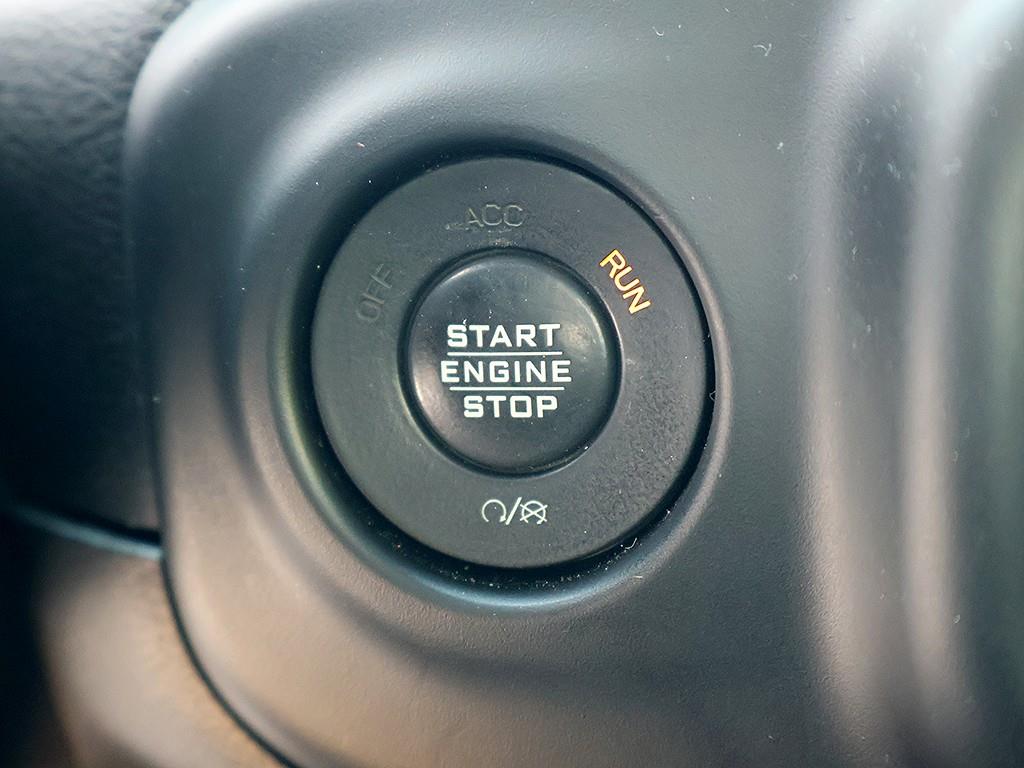 ACC
OFF
RUN
START
ENGINE
STOP